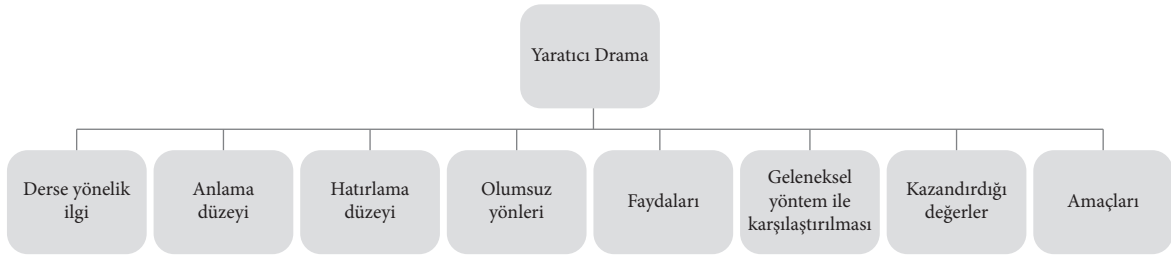 Yaratıcı Drama
Derse yönelik
ilgi
Anlama
düzeyi
Hatırlama
düzeyi
Olumsuz
yönleri
Faydaları
Geleneksel
yöntem ile
karşılaştırılması
Kazandırdığı
değerler
Amaçları